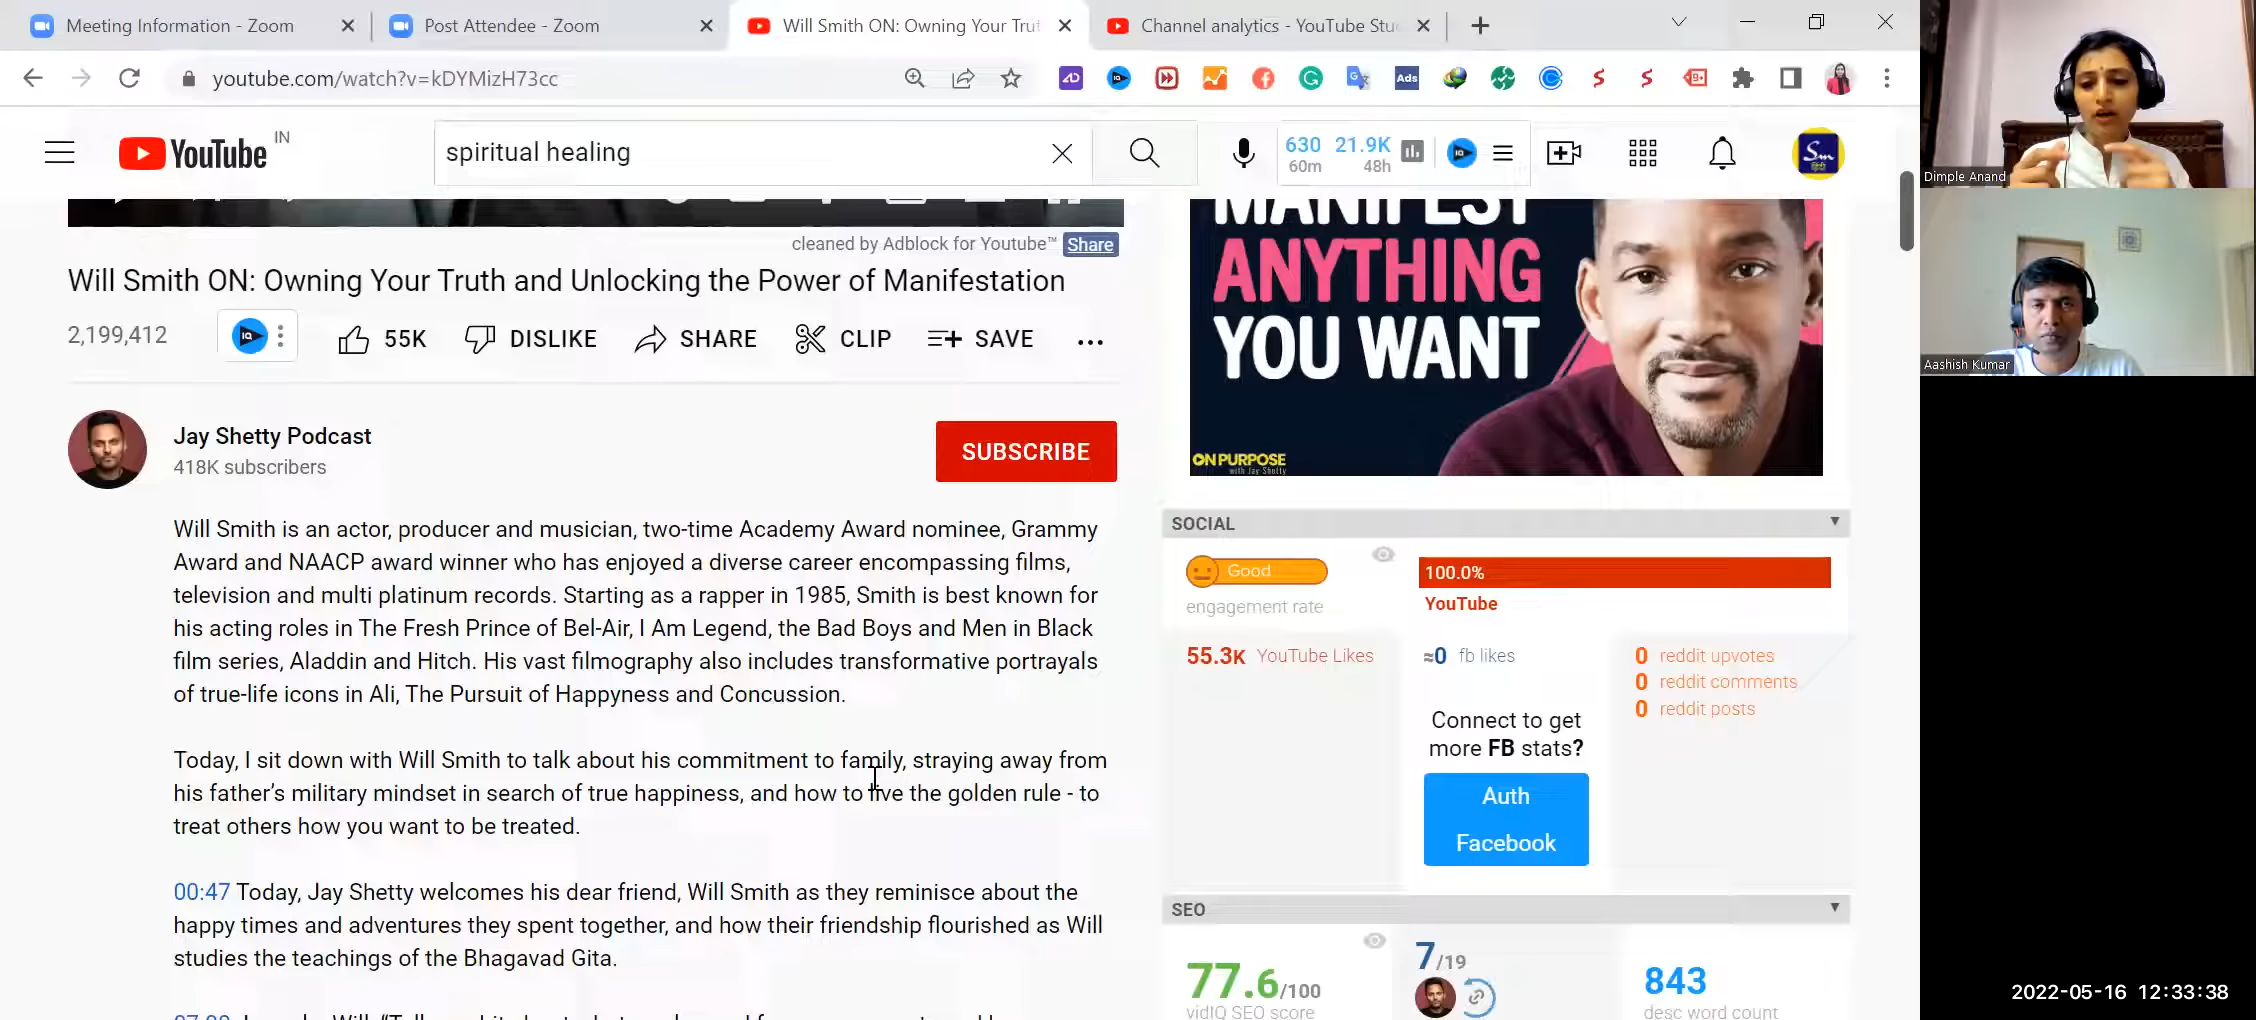 Meeting Information - Zoom
Post Attendee - Zoom
Will Smith ON: Owning Your Trut
Channel analytics - YouTube Stu
youtube.com/watch?v=kDYMizH73cc
YouTube IN
spiritual healing
630 21.9K
60m 48h
Sm
Dimple Anand
Aashish Kumar
cleaned by Adblock for Youtube™ Share
Will Smith ON: Owning Your Truth and Unlocking the Power of Manifestation
2,199,412
55K DISLIKE SHARE CLIP SAVE ...
Jay Shetty Podcast
418K subscribers
SUBSCRIBE
Will Smith is an actor, producer and musician, two-time Academy Award nominee, Grammy
Award and NAACP award winner who has enjoyed a diverse career encompassing films,
television and multi platinum records. Starting as a rapper in 1985, Smith is best known for
his acting roles in The Fresh Prince of Bel-Air, I Am Legend, the Bad Boys and Men in Black
film series, Aladdin and Hitch. His vast filmography also includes transformative portrayals
of true-life icons in Ali, The Pursuit of Happyness and Concussion.
Today, I sit down with Will Smith to talk about his commitment to family, straying away from
his father's military mindset in search of true happiness, and how to live the golden rule - to
treat others how you want to be treated.
00:47 Today, Jay Shetty welcomes his dear friend, Will Smith as they reminisce about the
happy times and adventures they spent together, and how their friendship flourished as Will
studies the teachings of the Bhagavad Gita.
MANIFEST
ANYTHING
YOU WANT
ON PURPOSE
with Jay Shetty
SOCIAL
Good
engagement rate
100.0%
YouTube
55.3K YouTube Likes
≈0 fb likes
0 reddit upvotes
0 reddit comments
0 reddit posts
Connect to get
more FB stats?
Auth
Facebook
SEO
77.6/100
vidIQ SEO score
7/19
843
desc word count
2022-05-16 12:33:38